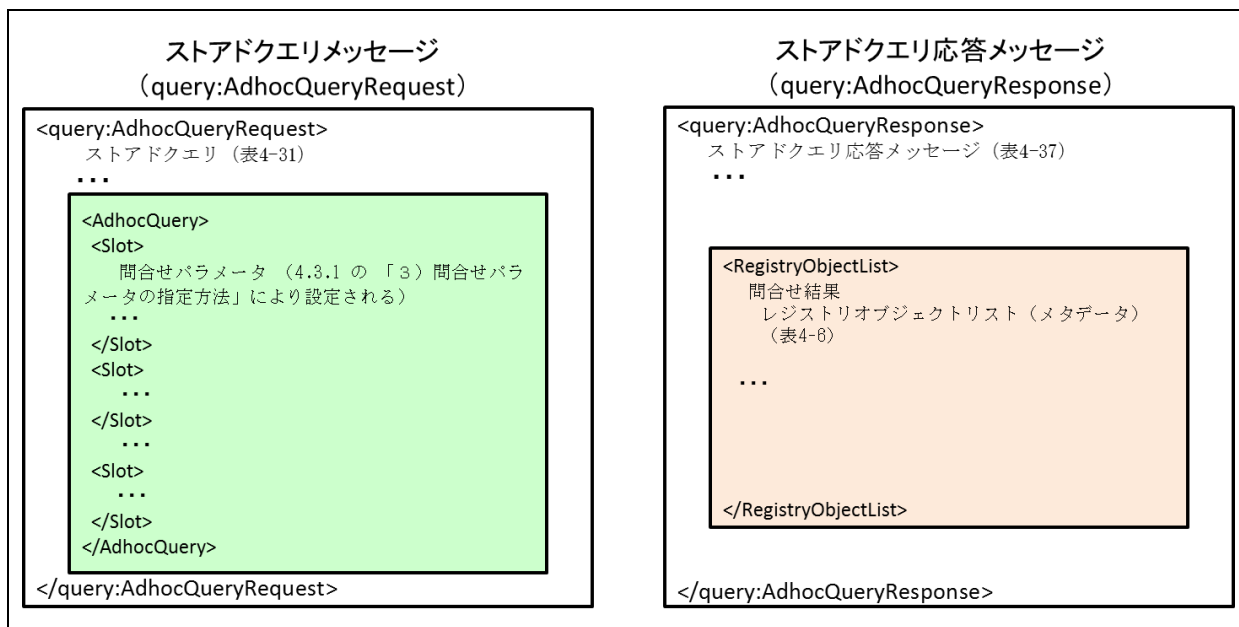 ストアドクエリメッセージ
（query:AdhocQueryRequest）
<query:AdhocQueryRequest>
ストアドクエリ（表4-31）
・・・
<AdhocQuery>
<Slot>
問合せパラメータ （4.3.1 の 「３）問合せパラ
メータの指定方法」により設定される）
・・・
</Slot>
<Slot>
・・・
</Slot>
・・・
<Slot>
・・・
</Slot>
</AdhocQuery>
</query:AdhocQueryRequest>
ストアドクエリ応答メッセージ
（query:AdhocQueryResponse）
<query:AdhocQueryResponse>
ストアドクエリ応答メッセージ（表4-37）
・・・
<RegistryObjectList>
問合せ結果
レジストリオブジェクトリスト（メタデータ）
（表4-6）
・・・
</RegistryObjectList>
</query:AdhocQueryResponse>